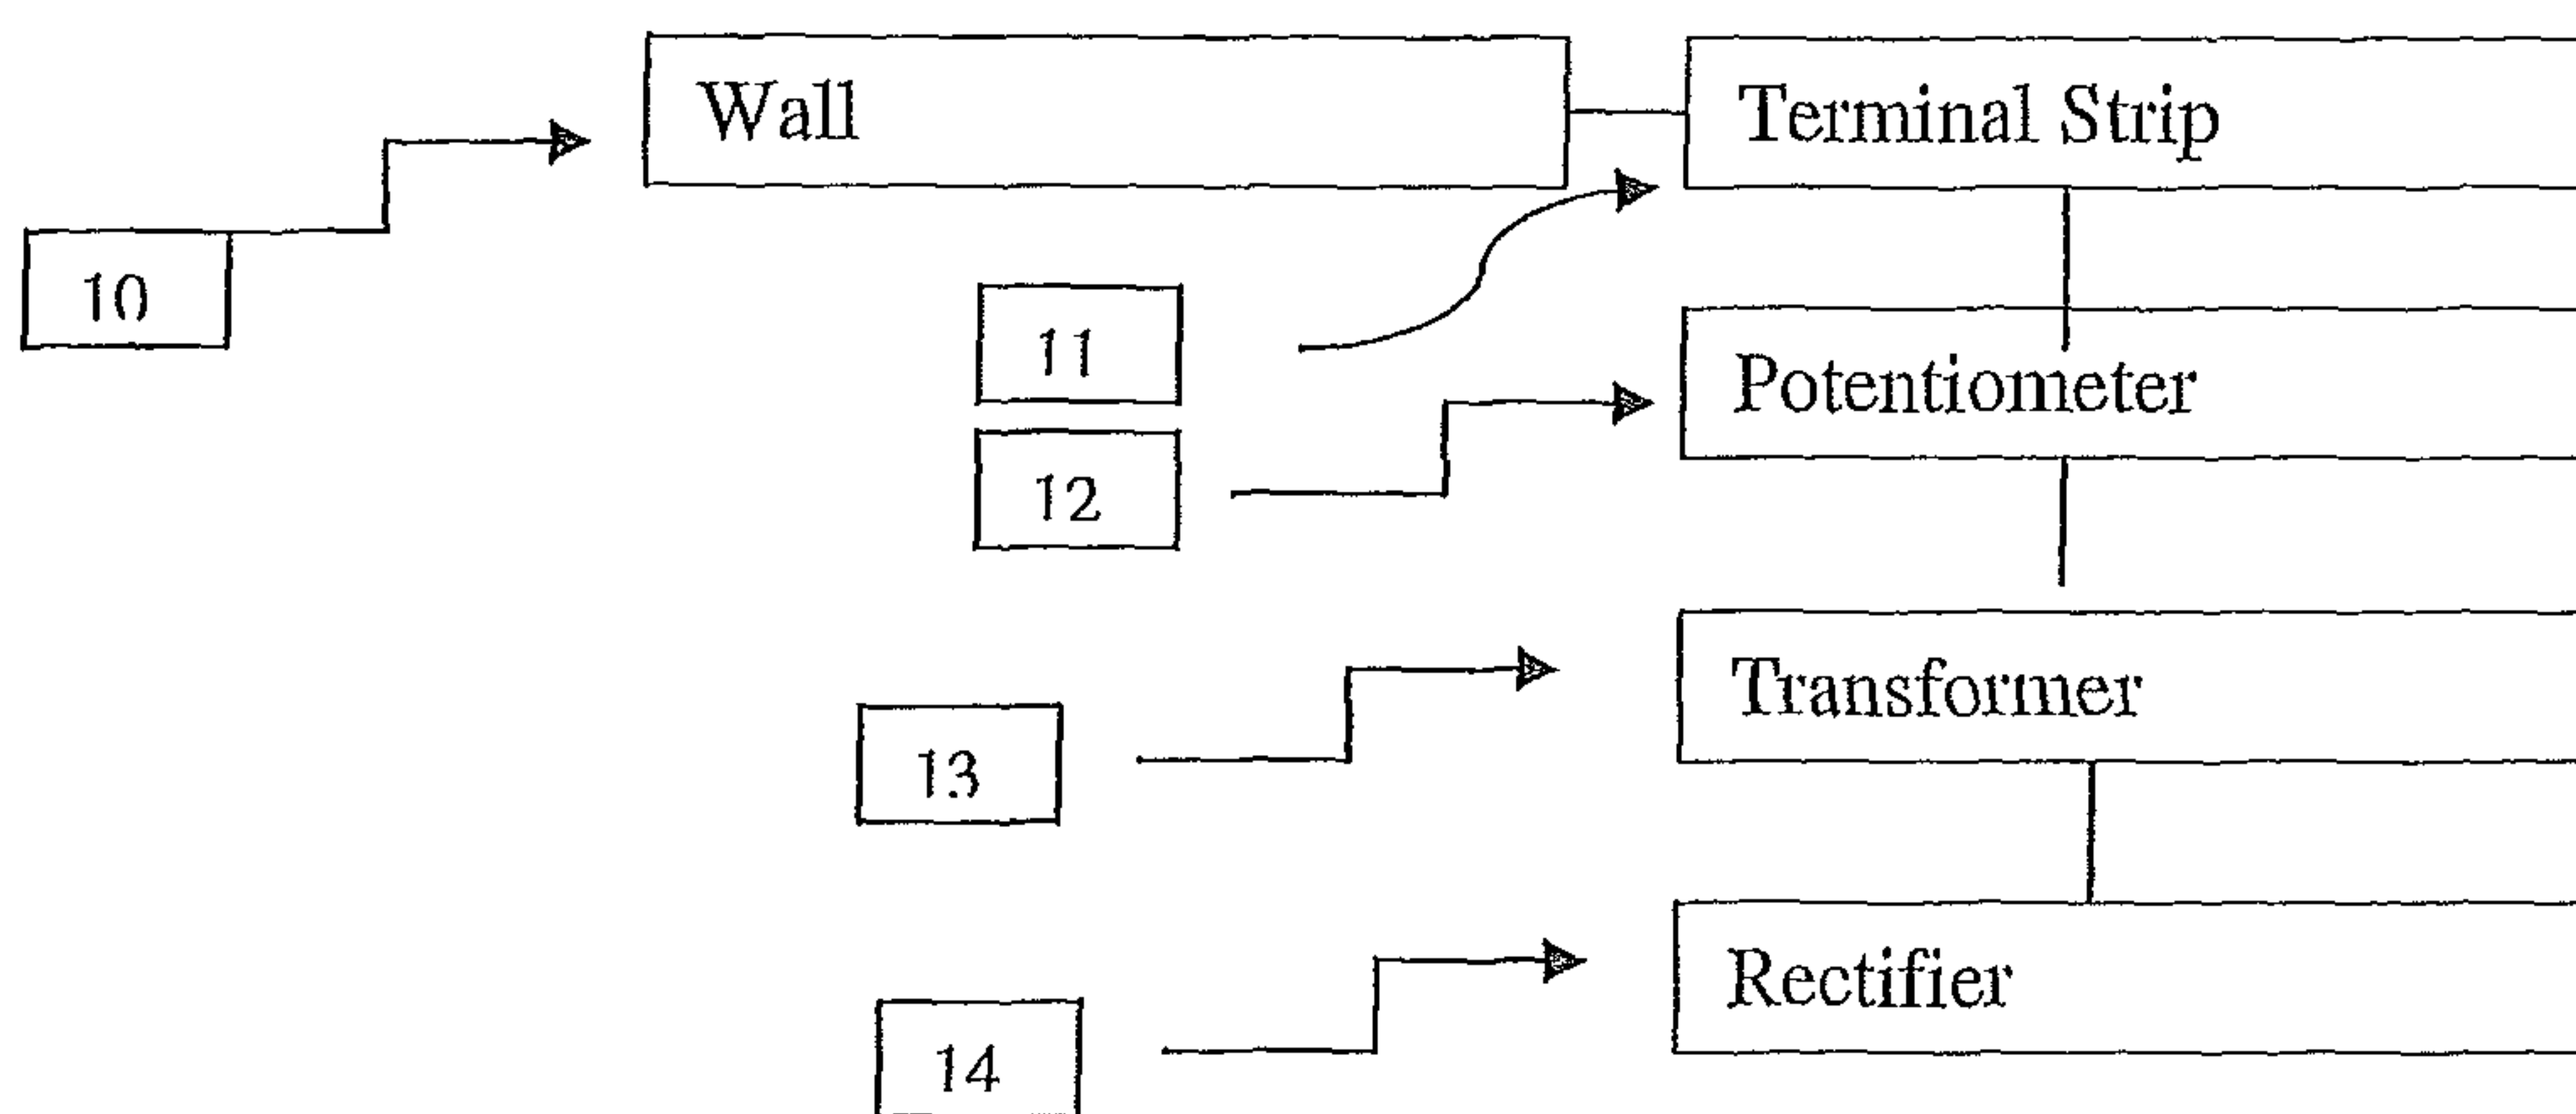 Wall
Terminal Strip
10
11
Potentiometer
12
Transformer
13
Rectifier
14